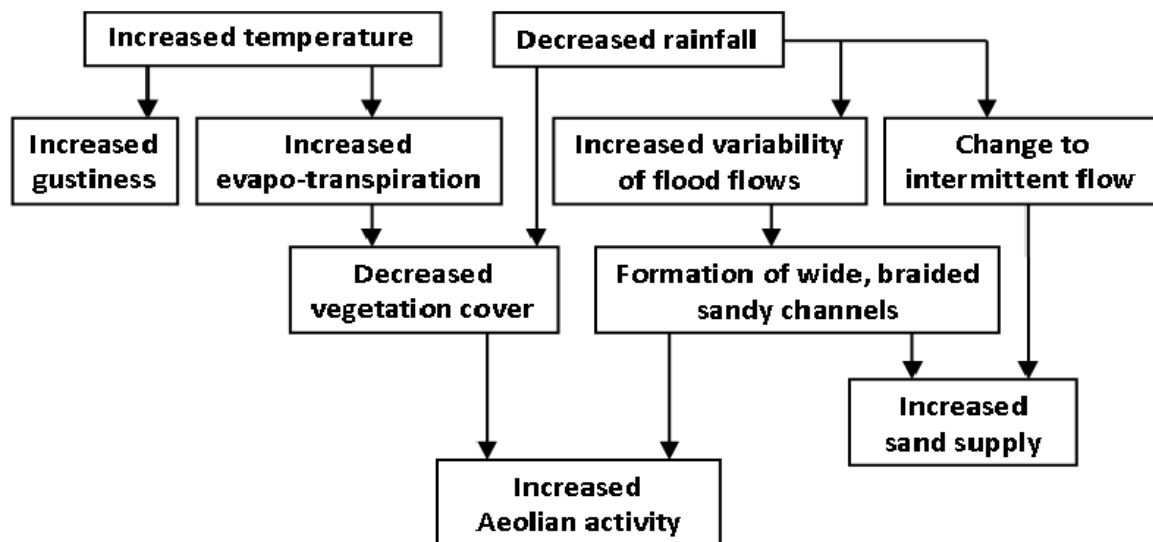 Increased temperature
Decreased rainfall
Increased
gustiness
Increased
evapo-transpiration
Increased variability
of flood flows
Change to
intermittent flow
Decreased
vegetation cover
Formation of wide, braided
sandy channels
Increased
sand supply
Increased
Aeolian activity